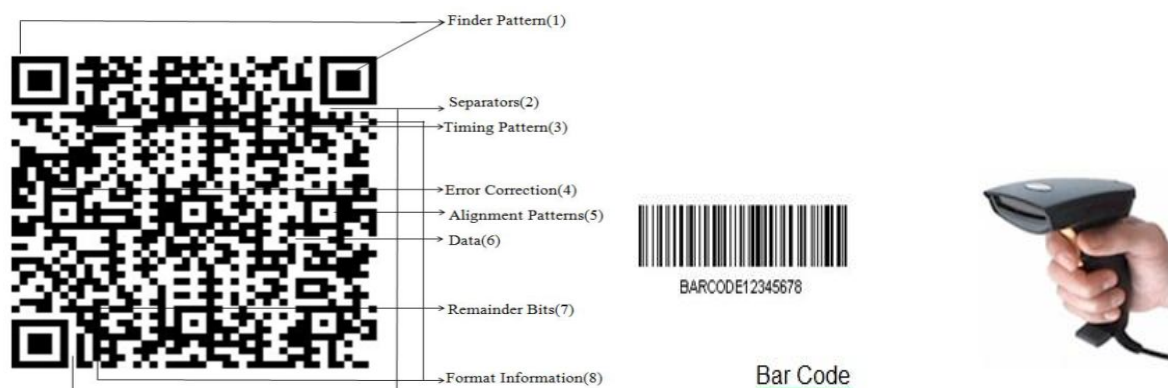 Finder Pattern(1)
Separators(2)
Timing Pattern(3)
Error Correction(4)
Alignment Patterns(5)
Data(6)
Remainder Bits(7)
Format Information(8)
BARCODE12345678
Bar Code